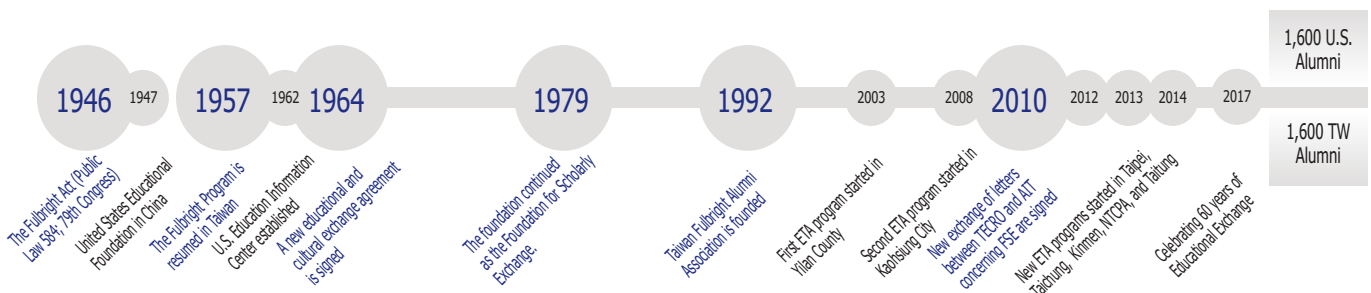 1946
1947
1957
1962
1964
1979
1992
2003
2008
2010
2012
2013
2014
2017
1,600 U.S.
Alumni
1,600 TW
Alumni
The Fulbright Act (Public
Law 584; 79th Congress)
United States Educational
Foundation in China
The Fulbright Program is
resumed in Taiwan
U.S. Education Information
Center established
A new educational and
cultural exchange agreement
is signed
The foundation continued
as the Foundation for Scholarly
Exchange.
Taiwan Fulbright Alumni
Association is founded
First ETA program started in
Yilan County
Second ETA program started in
Kaohsiung City
New exchange of letters
between TECRO and AIT
concerning FSE are signed
New ETA programs started in Taipei,
Taichung, Kinmen, NTCPA, and Taitung
Celebrating 60 years of
Educational Exchange